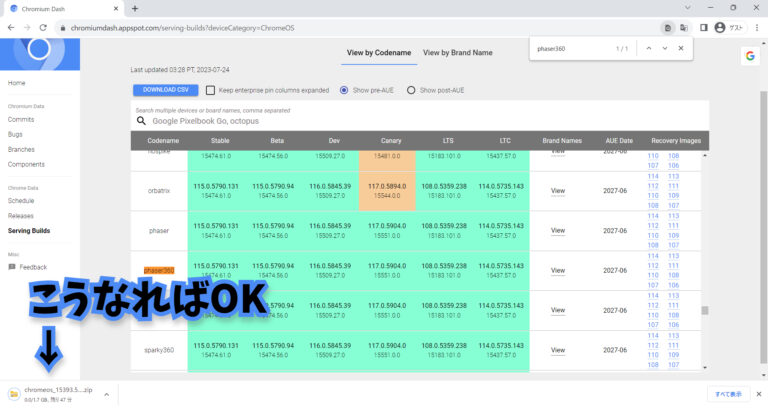 Chromium Dash
chromiumdash.appspot.com/serving-builds?deviceCategory=ChromeOS
ゲスト
phaser360
1 / 1
View by Codename
View by Brand Name
Last updated 03:28 PT, 2023-07-24
DOWNLOAD CSV
Keep enterprise pin columns expanded
Show pre-AUE
Show post-AUE
Search multiple devices or board names, comma separated
Google Pixelbook Go, octopus
Home
Chromium Data
Commits
Bugs
Branches
Components
Chrome Data
Schedule
Releases
Serving Builds
Misc
Feedback
Codename Stable Beta Dev Canary LTS LTC Brand Names AUE Date Recovery Images
15474.61.0 15474.56.0 15509.27.0 15481.0.0 15183.101.0 15437.57.0 View 2027-06 110 108
107 106
orbatrix 115.0.5790.131 115.0.5790.94 116.0.5845.39 117.0.5894.0 108.0.5359.238 114.0.5735.143 View 2027-06
15474.61.0 15474.56.0 15509.27.0 15544.0.0 15183.101.0 15437.57.0
114 113
112 111
110 109
108 107
phaser 115.0.5790.131 115.0.5790.94 116.0.5845.39 117.0.5904.0 108.0.5359.238 114.0.5735.143 View 2027-06
15474.61.0 15474.56.0 15509.27.0 15551.0.0 15183.101.0 15437.57.0
114 113
112 111
110 109
108 107
phaser360 115.0.5790.131 115.0.5790.94 116.0.5845.39 117.0.5904.0 108.0.5359.238 114.0.5735.143 View 2027-06
15474.61.0 15474.56.0 15509.27.0 15551.0.0 15183.101.0 15437.57.0
114 113
112 111
110 109
108 107
こうなればOK
115.0.5790.131 115.0.5790.94 116.0.5845.39 117.0.5904.0 108.0.5359.238 114.0.5735.143 View 2027-06
15474.61.0 15474.56.0 15509.27.0 15551.0.0 15183.101.0 15437.57.0
114 113
112 111
110 109
108 107
sparky360 115.0.5790.131 115.0.5790.94 116.0.5845.39 117.0.5904.0 108.0.5359.238 114.0.5735.143 View 2027-06
15474.61.0 15474.56.0 15509.27.0 15551.0.0 15183.101.0 15437.57.0
114 113
112 111
110 109
108 107
↓
chromeos_15393.5....zip
0.0/1.7 GB, 残り 47 分
すべて表示